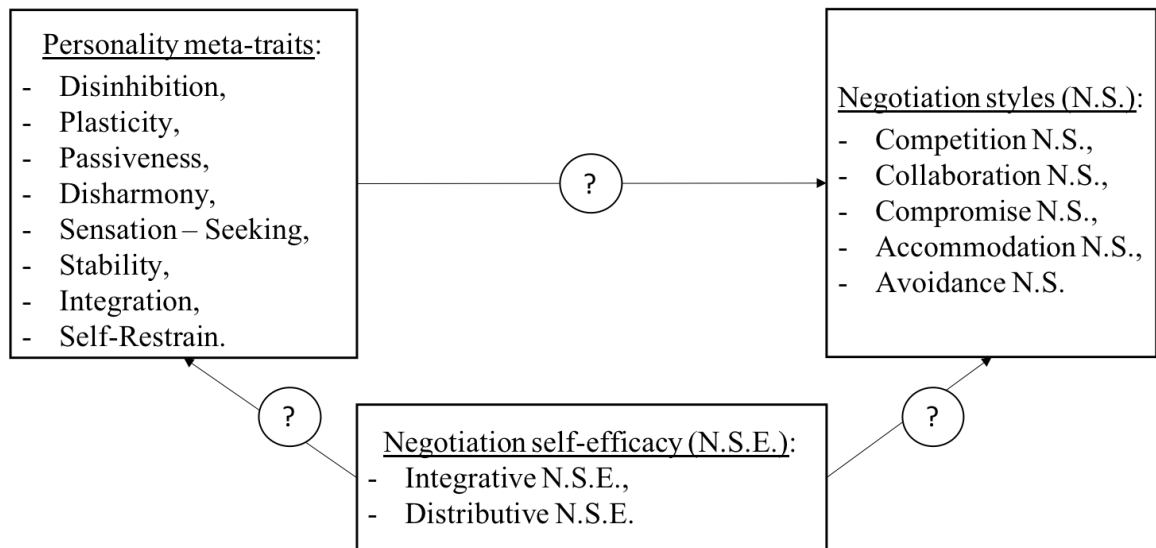 Personality meta-traits:
- Disinhibition,
- Plasticity,
- Passiveness,
- Disharmony,
- Sensation – Seeking,
- Stability,
- Integration,
- Self-Restrain.
?
Negotiation styles (N.S.):
- Competition N.S.,
- Collaboration N.S.,
- Compromise N.S.,
- Accommodation N.S.,
- Avoidance N.S.
?
?
Negotiation self-efficacy (N.S.E.):
- Integrative N.S.E.,
- Distributive N.S.E.